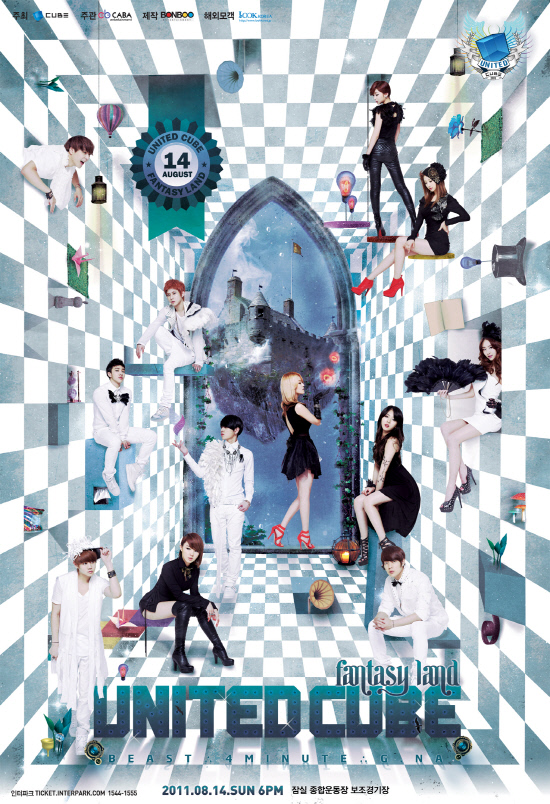 주최 CUBE 주관 CABA 제작 BONBOO 해외모객 KOOK KOREA
UNITED
CUBE
UNITED CUBE
14
AUGUST
FANTASY LAND
fantasy land
UNITED CUBE
BEAST 4MINUTE G NA
인터파크 TICKET.INTERPARK.COM 1544-1555 2011.08.14.SUN 6PM 잠실 종합운동장 보조경기장